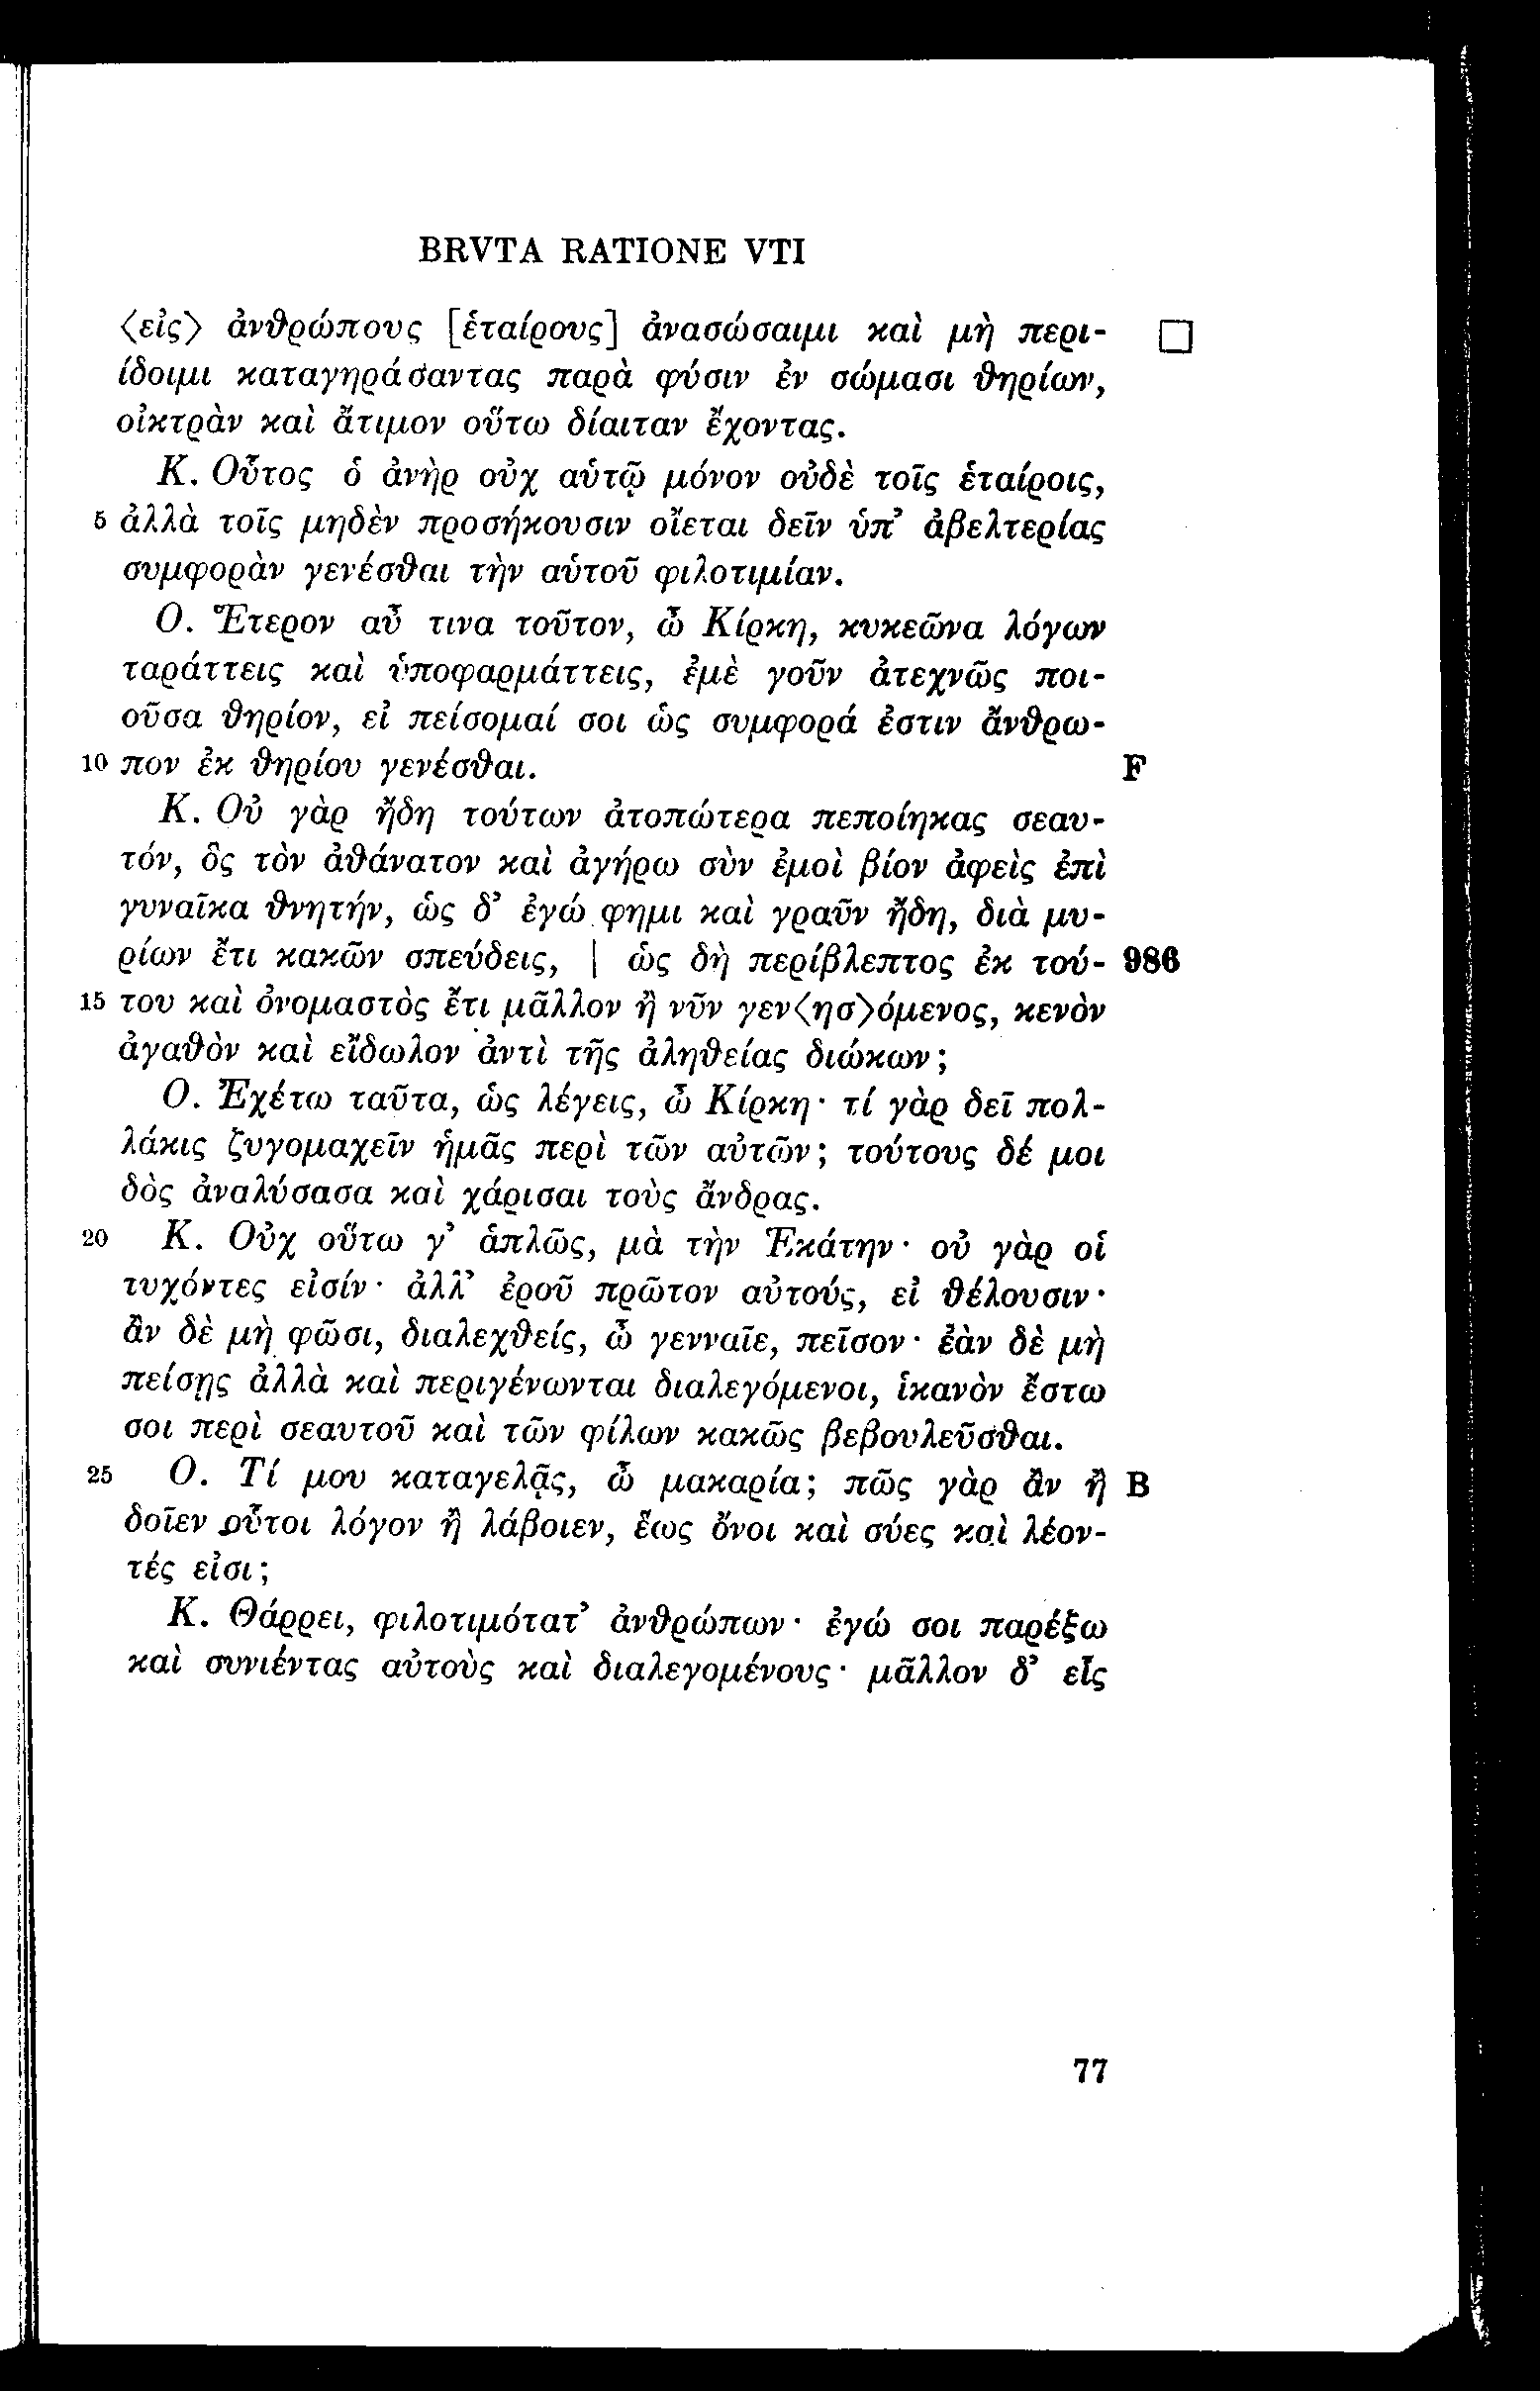 BRVTA RATIONE VTI
⟨εἰς⟩ ἀνθρώπους [ἑταίρους] ἀνασώσαιμι καὶ μὴ περι-
ίδοιμι καταγηράσαντας παρὰ φύσιν ἐν σώμασι θηρίων,
οἰκτρὰν καὶ ἄτιμον οὕτω δίαιταν ἔχοντας.
Κ. Οὗτος ὁ ἀνὴρ οὐχ αὑτῷ μόνον οὐδὲ τοῖς ἑταίροις,
5 ἀλλὰ τοῖς μηδὲν προσήκουσιν οἴεται δεῖν ὑπ’ ἀβελτερίας
συμφορὰν γενέσθαι τὴν αὑτοῦ φιλοτιμίαν.
Ο. Ἕτερον αὖ τινα τοῦτον, ὦ Κίρκη, κυκεῶνα λόγων
ταράττεις καὶ ὑποφαρμάττεις, ἐμὲ γοῦν ἀτεχνῶς ποι-
οῦσα θηρίον, εἰ πείσομαί σοι ὡς συμφορά ἐστιν ἄνθρω-
10 πον ἐκ θηρίου γενέσθαι. F
Κ. Οὐ γὰρ ἤδη τούτων ἀτοπώτερα πεποίηκας σεαυ-
τόν, ὃς τὸν ἀθάνατον καὶ ἀγήρω σὺν ἐμοὶ βίον ἀφεὶς ἐπὶ
γυναῖκα θνητήν, ὡς δ’ ἐγώ φημι καὶ γραῦν ἤδη, διὰ μυ-
ρίων ἔτι κακῶν σπεύδεις, | ὡς δὴ περίβλεπτος ἐκ τού- 986
15 του καὶ ὀνομαστὸς ἔτι μᾶλλον ἢ νῦν γεν⟨ησ⟩όμενος, κενὸν
ἀγαθὸν καὶ εἴδωλον ἀντὶ τῆς ἀληθείας διώκων;
Ο. Ἐχέτω ταῦτα, ὡς λέγεις, ὦ Κίρκη· τί γὰρ δεῖ πολ-
λάκις ζυγομαχεῖν ἡμᾶς περὶ τῶν αὐτῶν; τούτους δέ μοι
δὸς ἀναλύσασα καὶ χάρισαι τοὺς ἄνδρας.
20 Κ. Οὐχ οὕτω γ’ ἁπλῶς, μὰ τὴν Ἑκάτην· οὐ γὰρ οἱ
τυχόντες εἰσίν· ἀλλ’ ἐροῦ πρῶτον αὐτούς, εἰ θέλουσιν·
ἂν δὲ μὴ φῶσι, διαλεχθείς, ὦ γενναῖε, πεῖσον· ἐὰν δὲ μὴ
πείσῃς ἀλλὰ καὶ περιγένωνται διαλεγόμενοι, ἱκανὸν ἔστω
σοι περὶ σεαυτοῦ καὶ τῶν φίλων κακῶς βεβουλεῦσθαι.
25 Ο. Τί μου καταγελᾷς, ὦ μακαρία; πῶς γὰρ ἂν ἢ B
δοῖεν οὗτοι λόγον ἢ λάβοιεν, ἕως ὄνοι καὶ σύες καὶ λέον-
τές εἰσι;
Κ. Θάρρει, φιλοτιμότατ’ ἀνθρώπων· ἐγώ σοι παρέξω
καὶ συνιέντας αὐτοὺς καὶ διαλεγομένους· μᾶλλον δ’ εἷς
77